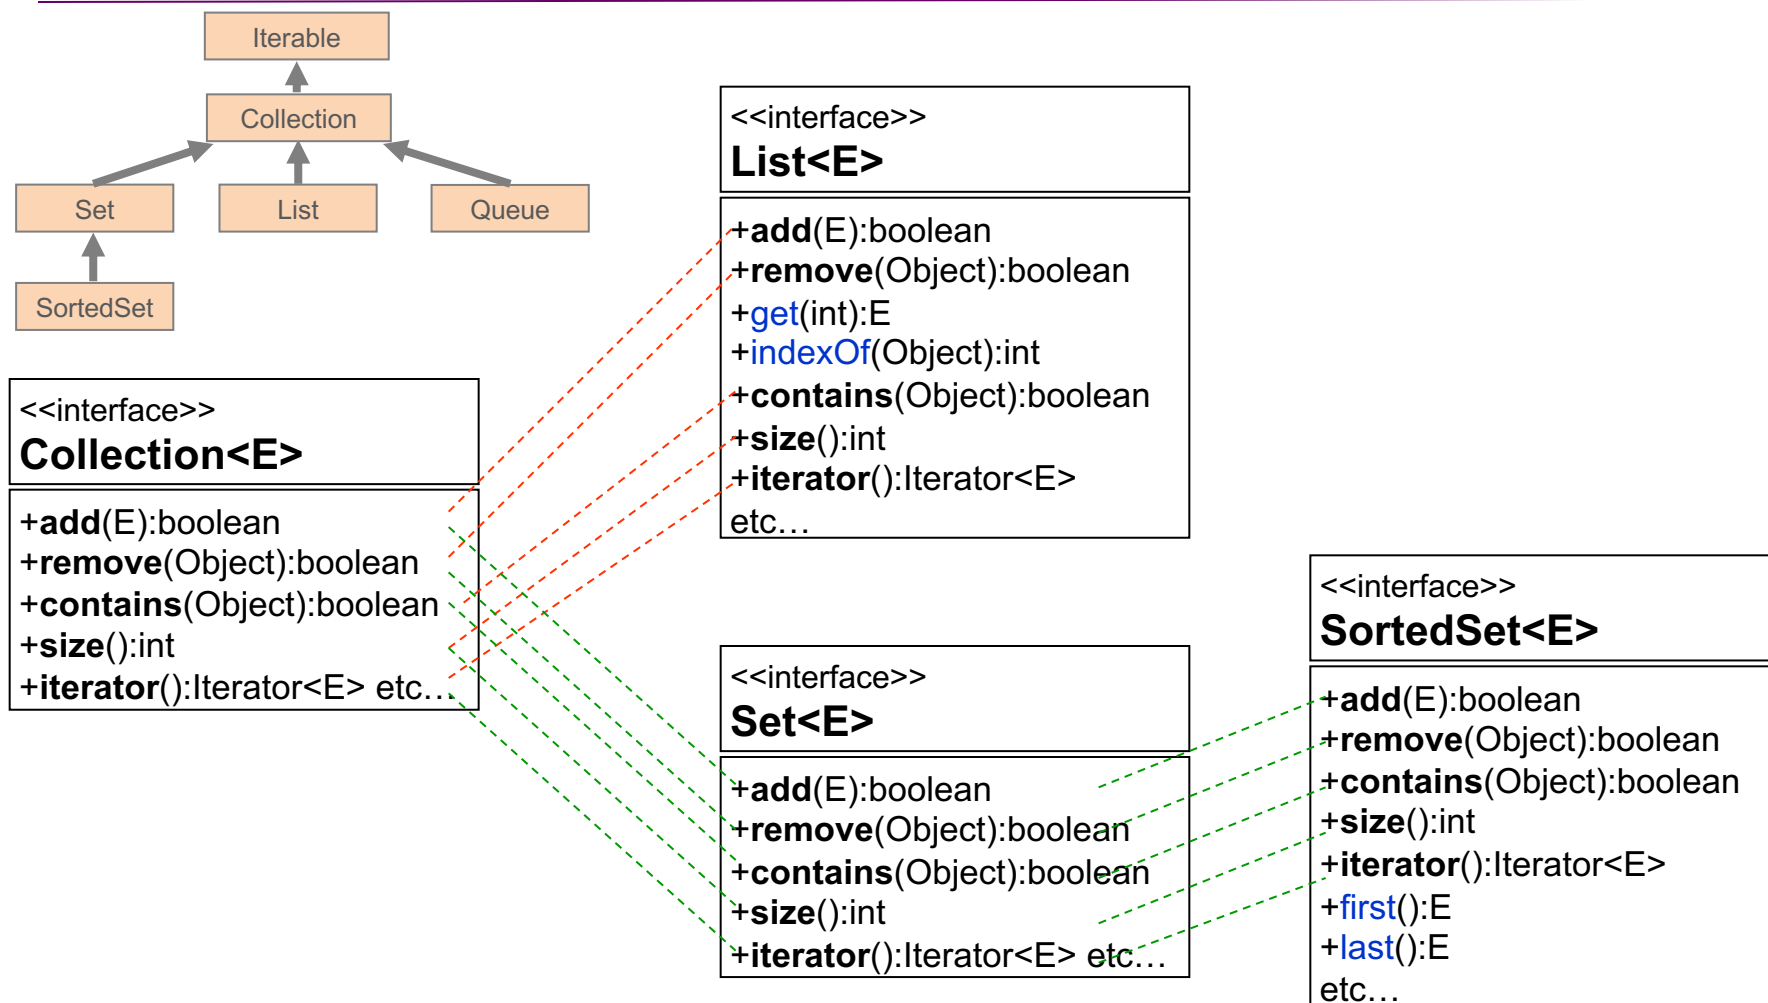 Iterable
Collection
Set
List
Queue
SortedSet
<<interface>>
Collection<E>
+add(E):boolean
+remove(Object):boolean
+contains(Object):boolean
+size():int
+iterator():Iterator<E> etc…
<<interface>>
List<E>
+add(E):boolean
+remove(Object):boolean
+get(int):E
+indexOf(Object):int
+contains(Object):boolean
+size():int
+iterator():Iterator<E>
etc…
<<interface>>
Set<E>
+add(E):boolean
+remove(Object):boolean
+contains(Object):boolean
+size():int
+iterator():Iterator<E> etc…
<<interface>>
SortedSet<E>
+add(E):boolean
+remove(Object):boolean
+contains(Object):boolean
+size():int
+iterator():Iterator<E>
+first():E
+last():E
etc…